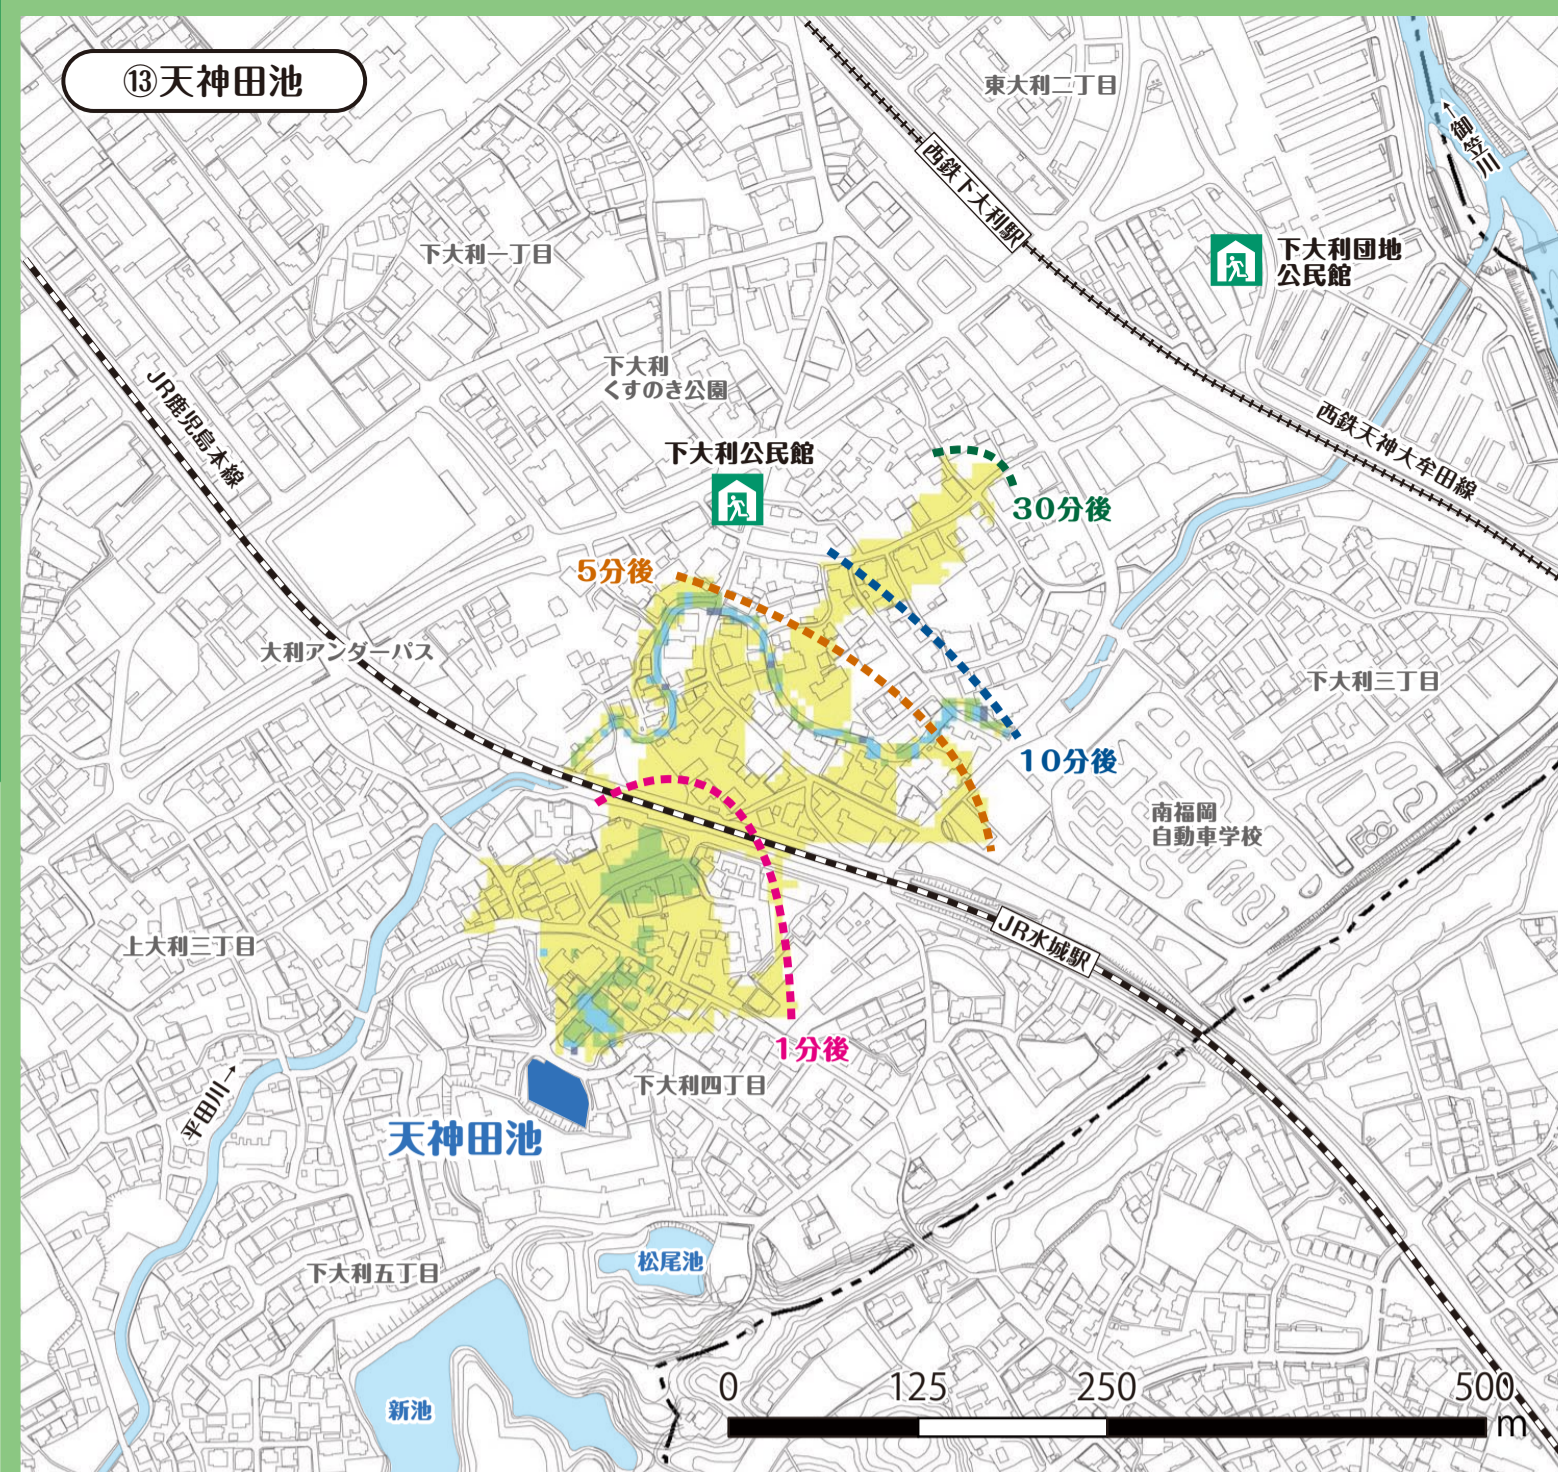 ⑬天神田池
東大利二丁目
←御笠川
西鉄下大利駅
下大利団地
公民館
下大利一丁目
下大利
くすのき公園
JR鹿児島本線
西鉄天神大牟田線
下大利公民館
30分後
5分後
大利アンダーパス
下大利三丁目
10分後
南福岡
自動車学校
上大利三丁目
JR水城駅
1分後
下大利四丁目
平田川→
天神田池
松尾池
下大利五丁目
新池
0 125 250 500
m